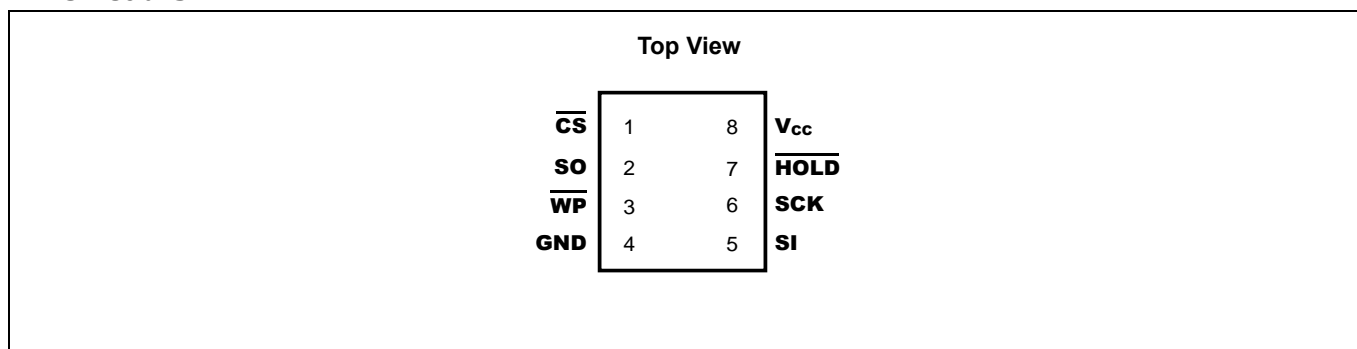 Top View
CS 1 8 Vcc
SO 2 7 HOLD
WP 3 6 SCK
GND 4 5 SI